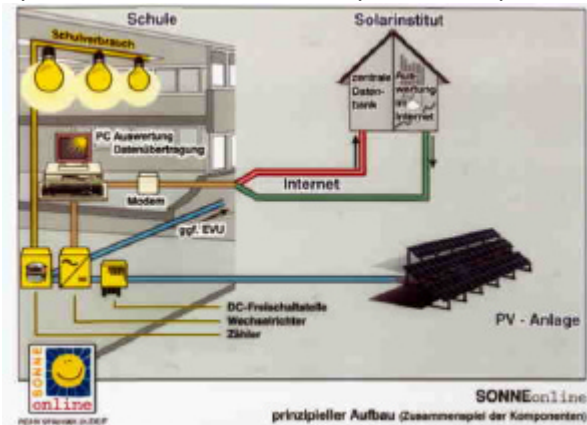 Schule
Solarinstitut
Schulverbrauch
zentrale
Daten-
bank
Aus-
wertung
im
Internet
PC Auswertung
Datenübertragung
Modem
Internet
ggf. EVU
DC-Freischaltstelle
Wechselrichter
Zähler
PV - Anlage
SONNE
online
SONNEonline
prinzipieller Aufbau (Zusammenspiel der Komponenten)